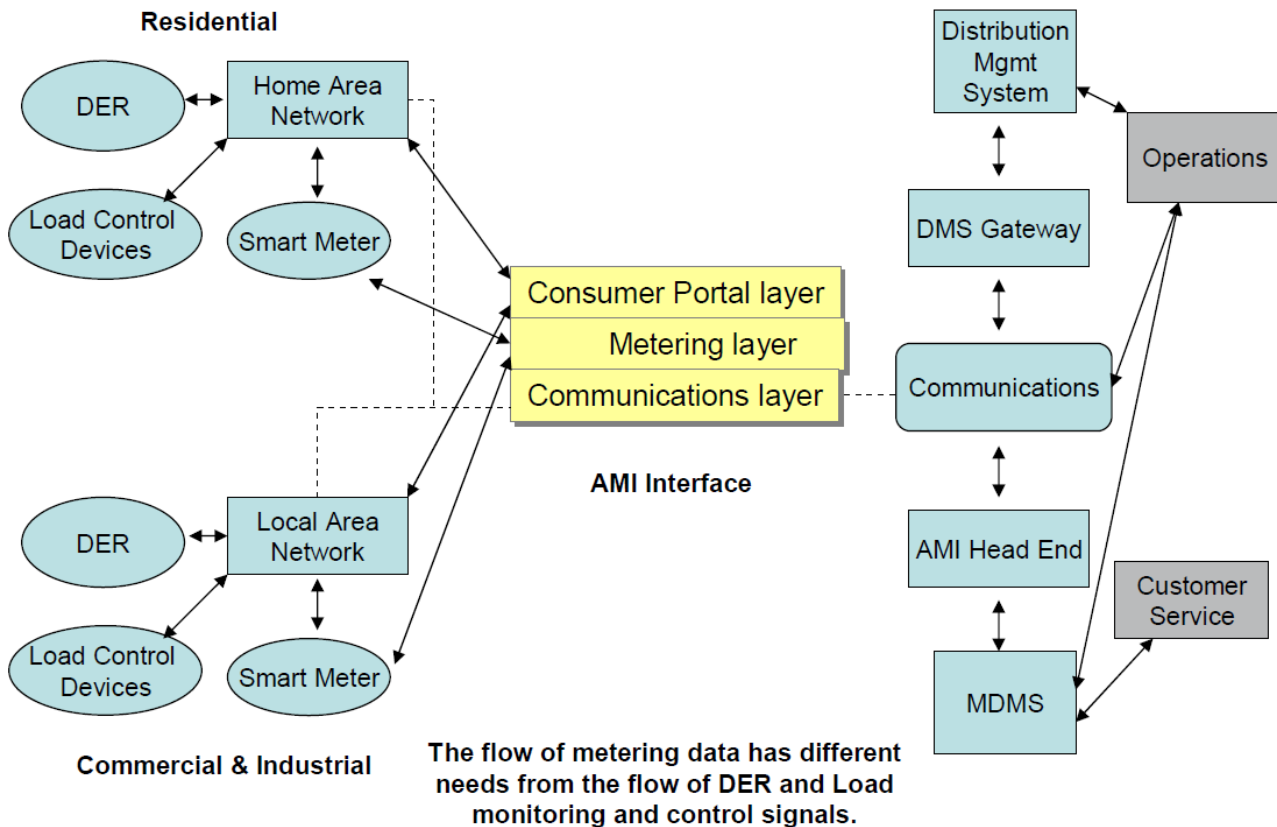 Residential
DER
Home Area
Network
Load Control
Devices
Smart Meter
Distribution
Mgmt
System
Operations
DMS Gateway
Consumer Portal layer
Metering layer
Communications layer
Communications
AMI Interface
DER
Local Area
Network
Load Control
Devices
Smart Meter
AMI Head End
Customer
Service
MDMS
Commercial & Industrial
The flow of metering data has different
needs from the flow of DER and Load
monitoring and control signals.